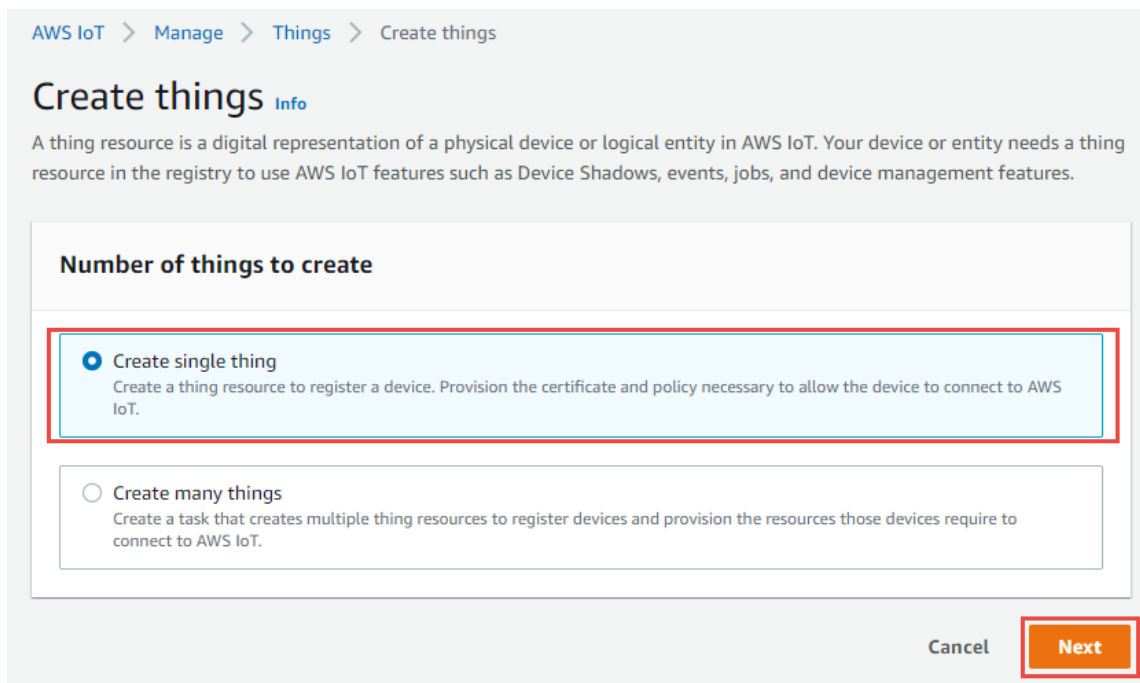 AWS IoT > Manage > Things > Create things
Create things Info
A thing resource is a digital representation of a physical device or logical entity in AWS IoT. Your device or entity needs a thing
resource in the registry to use AWS IoT features such as Device Shadows, events, jobs, and device management features.
Number of things to create
Create single thing
Create a thing resource to register a device. Provision the certificate and policy necessary to allow the device to connect to AWS
IoT.
Create many things
Create a task that creates multiple thing resources to register devices and provision the resources those devices require to
connect to AWS IoT.
Cancel Next